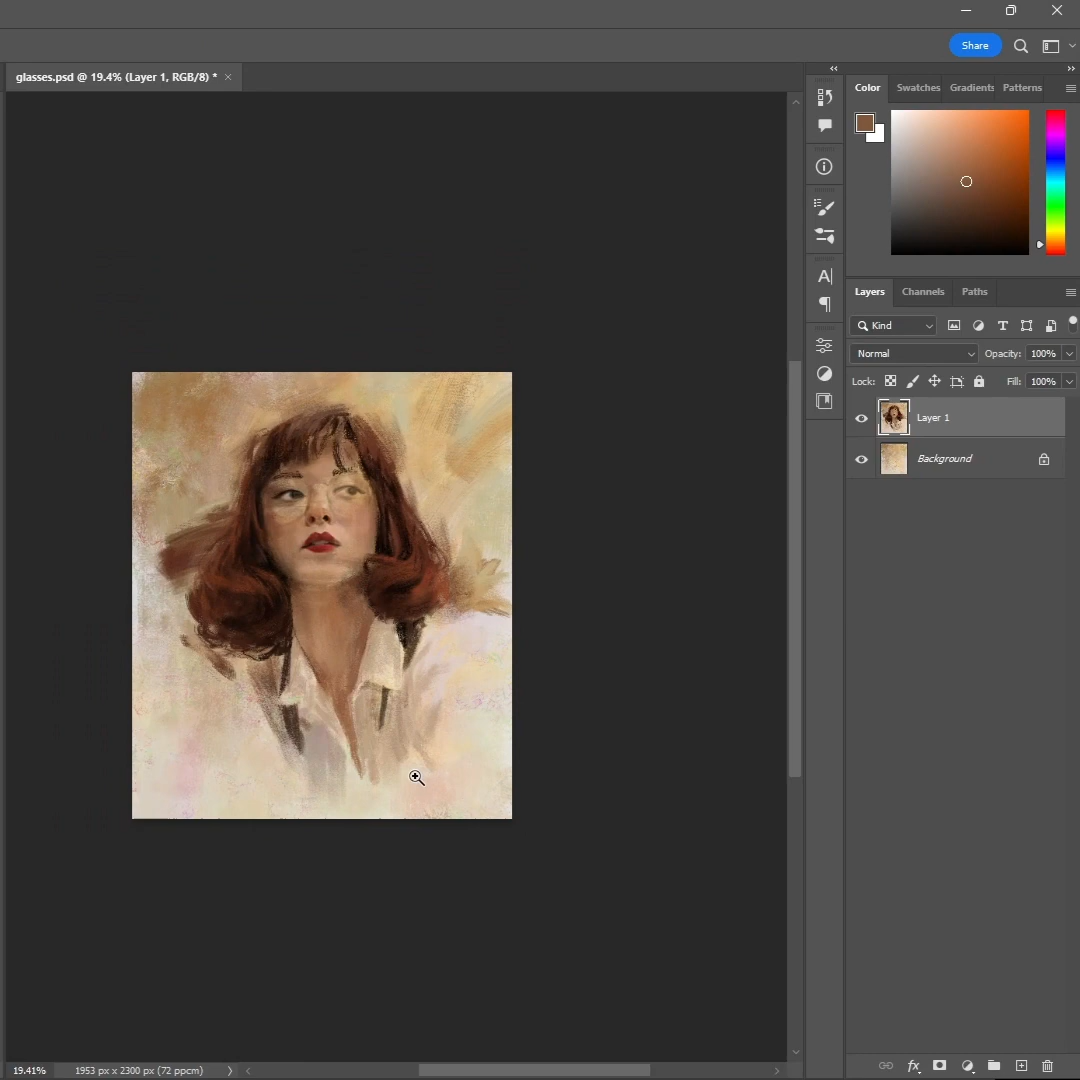 Share
glasses.psd @ 19.4% (Layer 1, RGB/8) *
Color Swatches Gradients Patterns
Layers Channels Paths
Kind
Normal Opacity: 100%
Lock: Fill: 100%
Layer 1
Background
19.41% 1953 px x 2300 px (72 ppcm)